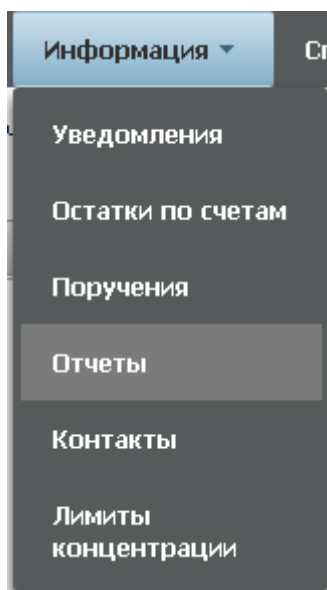 Информация
Уведомления
Остатки по счетам
Поручения
Отчеты
Контакты
Лимиты
концентрации